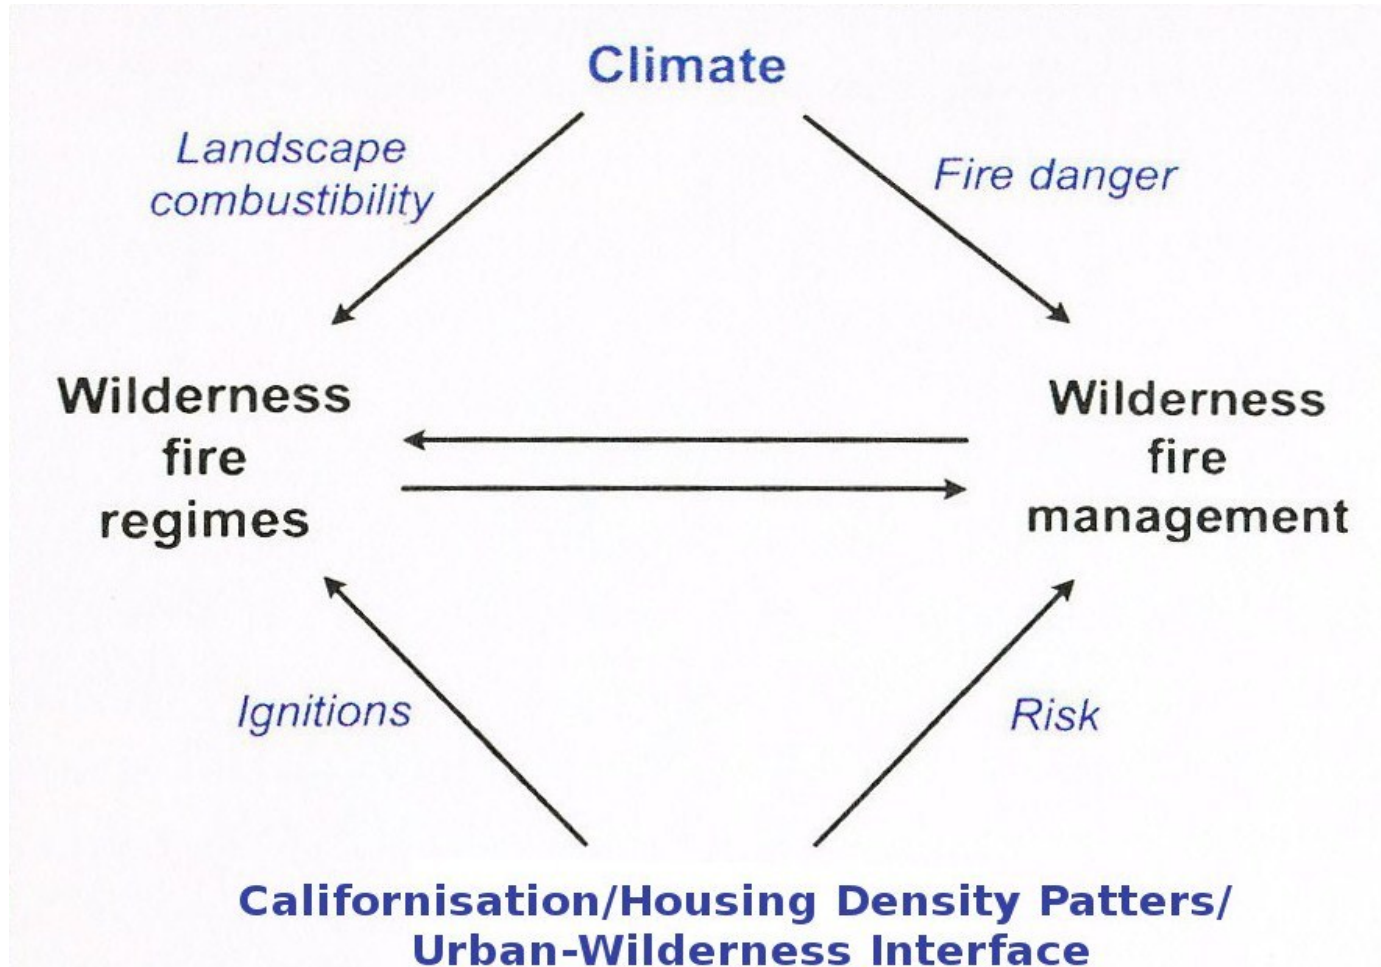 Climate
Landscape
combustibility
Fire danger
Wilderness
fire
regimes
Wilderness
fire
management
Ignitions
Risk
Californisation/Housing Density Patters/
Urban-Wilderness Interface